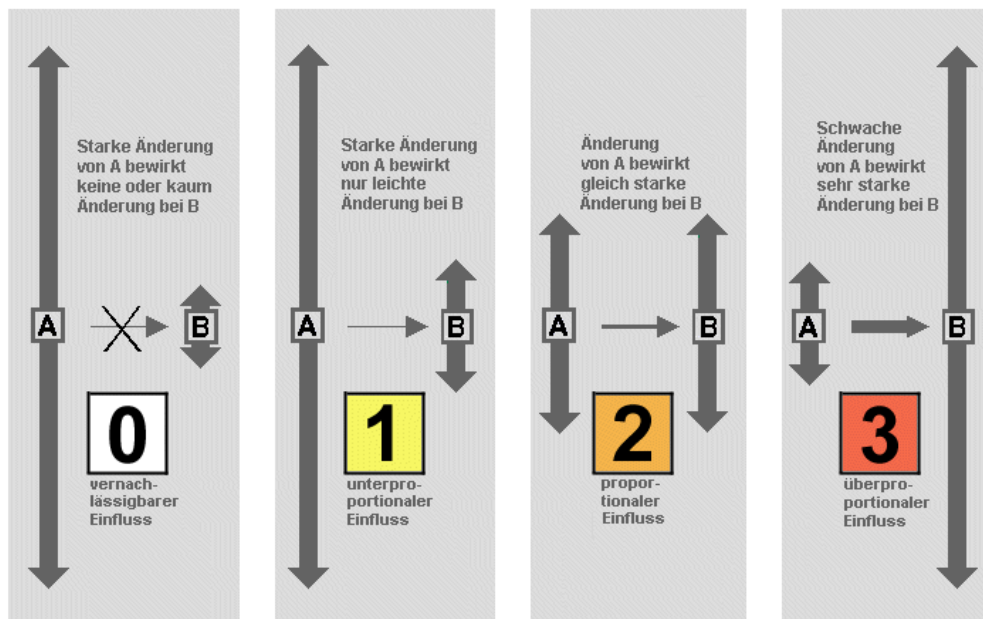 Starke Änderung
von A bewirkt
keine oder kaum
Änderung bei B
A
B
0
vernach-
lässigbarer
Einfluss
Starke Änderung
von A bewirkt
nur leichte
Änderung bei B
A
B
1
unterpro-
portionaler
Einfluss
Änderung
von A bewirkt
gleich starke
Änderung bei B
A
B
2
propor-
tionaler
Einfluss
Schwache
Änderung
von A bewirkt
sehr starke
Änderung bei B
A
B
3
überpro-
portionaler
Einfluss